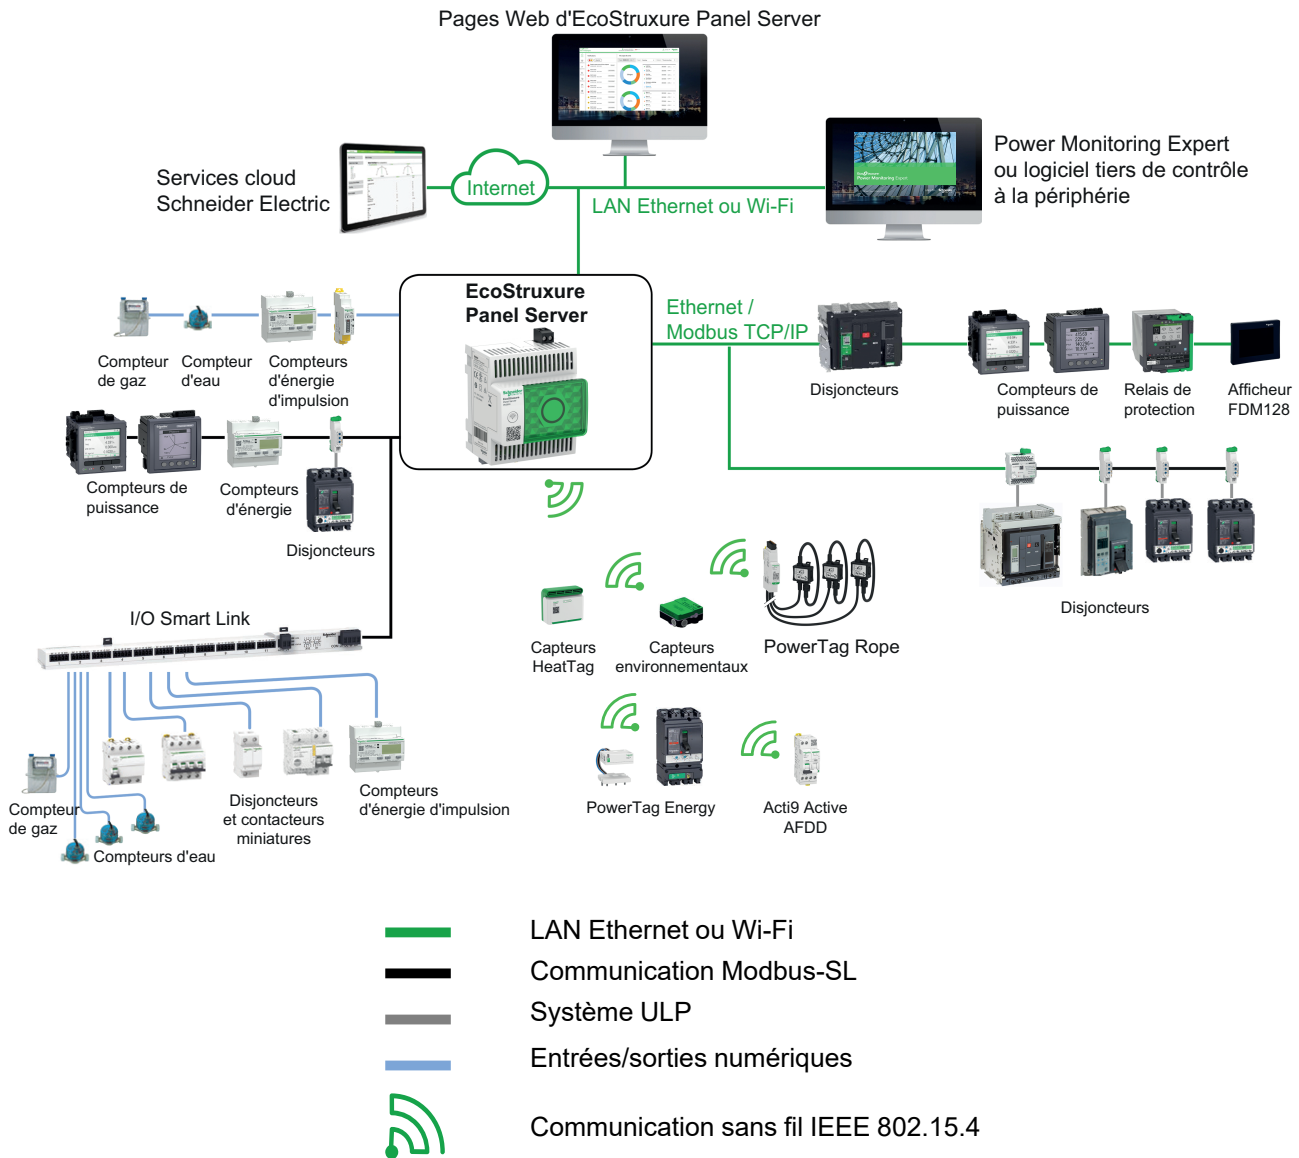 Pages Web d'EcoStruxure Panel Server
Services cloud
Schneider Electric
Internet
LAN Ethernet ou Wi-Fi
Power Monitoring Expert
Power Monitoring Expert
ou logiciel tiers de contrôle
à la périphérie
EcoStruxure
Panel Server
Ethernet /
Modbus TCP/IP
Compteur
de gaz
Compteur
d'eau
Compteurs
d'énergie
d'impulsion
Disjoncteurs
Compteurs de
puissance
Relais de
protection
Afficheur
FDM128
Compteurs de
puissance
Compteurs
d'énergie
Disjoncteurs
Disjoncteurs
I/O Smart Link
Capteurs
HeatTag
Capteurs
environnementaux
PowerTag Rope
Compteur
de gaz
Compteurs d'eau
Disjoncteurs
et contacteurs
miniatures
Compteurs
d'énergie d'impulsion
PowerTag Energy
Acti9 Active
AFDD
LAN Ethernet ou Wi-Fi
Communication Modbus-SL
Système ULP
Entrées/sorties numériques
Communication sans fil IEEE 802.15.4